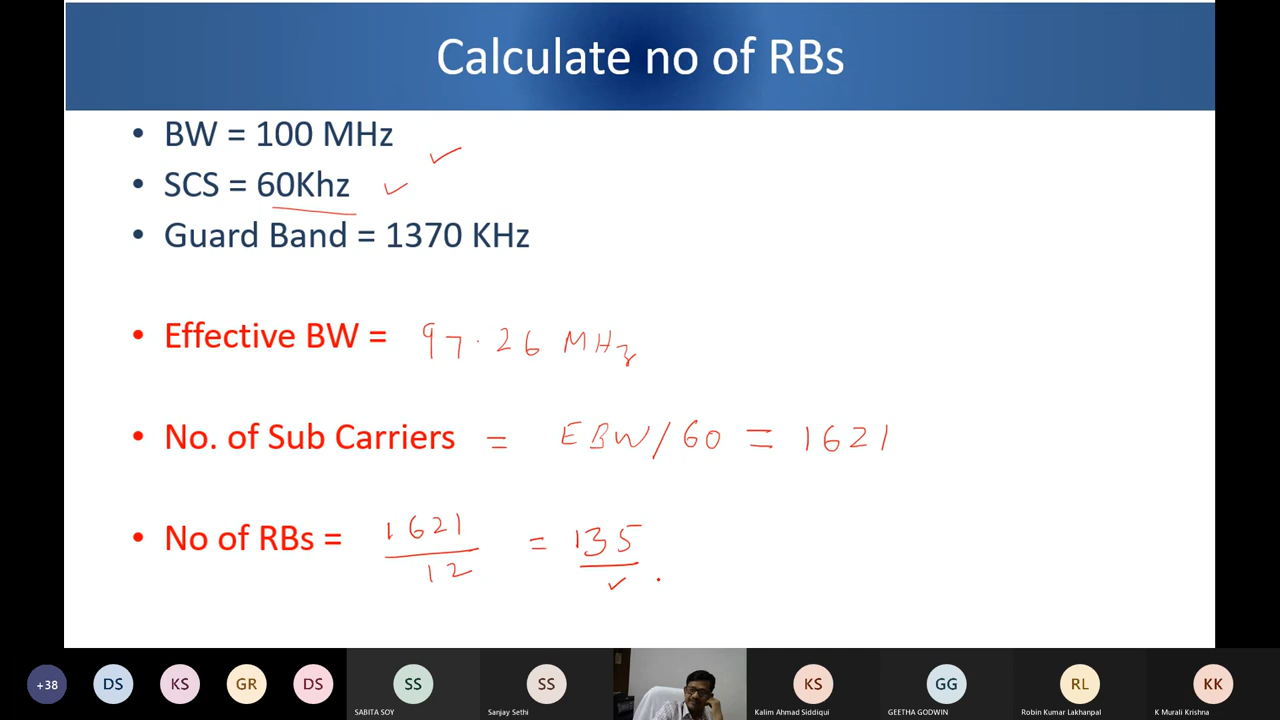 Calculate no of RBs
• BW = 100 MHz
• SCS = 60Khz
• Guard Band = 1370 KHz
• Effective BW = 97.26 MHz
• No. of Sub Carriers = EBW/60 = 1621
• No of RBs = 1621/12 = 135
+38 DS KS GR DS SS SS KS GG RL KK
SABITA SOY Sanjay Sethi Kalim Ahmad Siddiqui GEETHA GODWIN Robin Kumar Lakhanpal K Murali Krishna